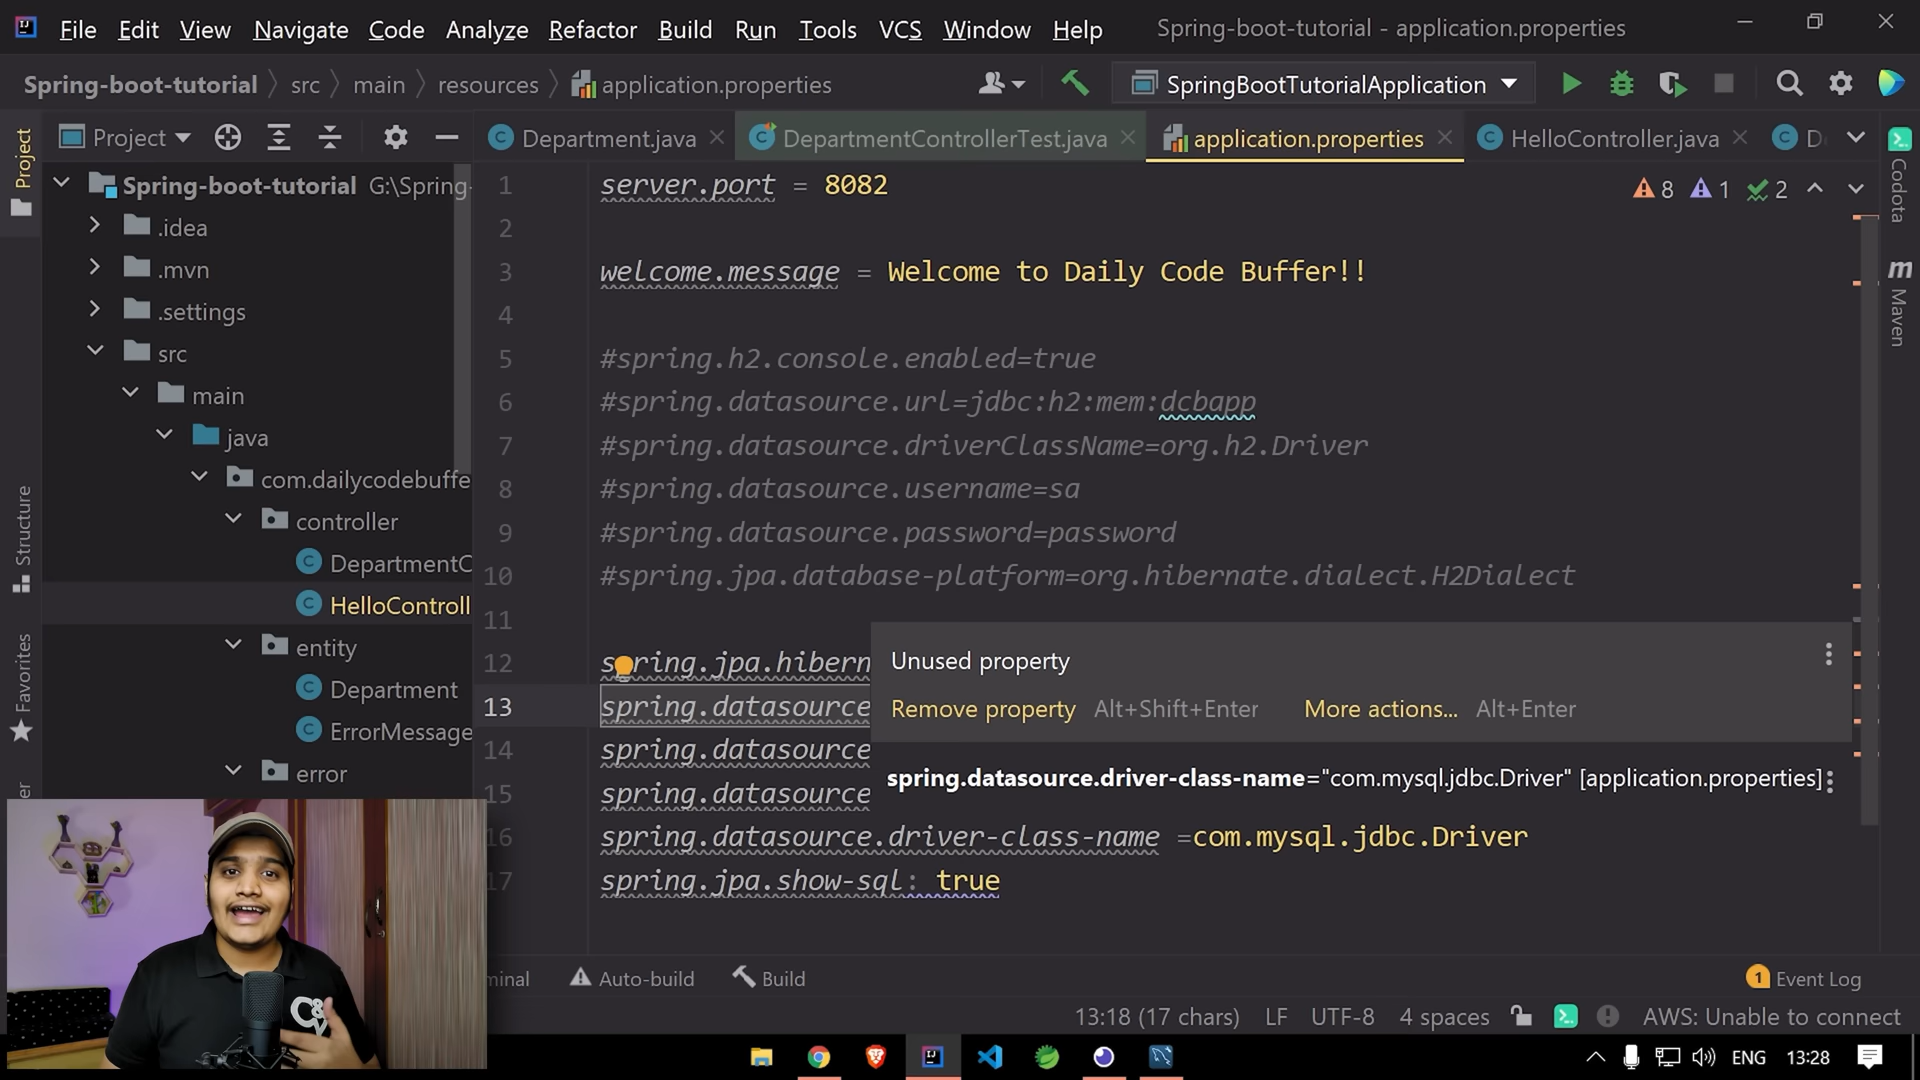 File Edit View Navigate Code Analyze Refactor Build Run Tools VCS Window Help Spring-boot-tutorial - application.properties
Spring-boot-tutorial src main resources application.properties SpringBootTutorialApplication
Project Department.java DepartmentControllerTest.java application.properties HelloController.java D
Project
Structure
Favorites
Codota
Maven
Spring-boot-tutorial G:\Spring-
.idea
.mvn
.settings
src
main
java
com.dailycodebuffe
controller
DepartmentC
HelloControll
entity
Department
ErrorMessage
error
8 1 2
1 server.port = 8082
2
3 welcome.message = Welcome to Daily Code Buffer!!
4
5 #spring.h2.console.enabled=true
6 #spring.datasource.url=jdbc:h2:mem:dcbapp
7 #spring.datasource.driverClassName=org.h2.Driver
8 #spring.datasource.username=sa
9 #spring.datasource.password=password
10 #spring.jpa.database-platform=org.hibernate.dialect.H2Dialect
11
12 spring.jpa.hibern
13 spring.datasource
14 spring.datasource
15 spring.datasource
16 spring.datasource.driver-class-name =com.mysql.jdbc.Driver
17 spring.jpa.show-sql: true
Unused property
Remove property Alt+Shift+Enter More actions... Alt+Enter
spring.datasource.driver-class-name="com.mysql.jdbc.Driver" [application.properties]
minal Auto-build Build 1 Event Log
13:18 (17 chars) LF UTF-8 4 spaces AWS: Unable to connect
ENG 13:28